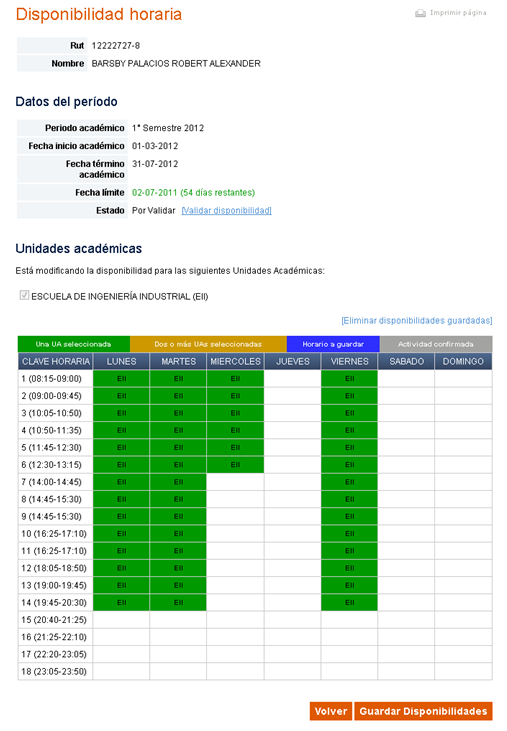 Disponibilidad horaria
Imprimir página
Rut 12222727-8
Nombre BARSBY PALACIOS ROBERT ALEXANDER
Datos del período
Periodo académico 1° Semestre 2012
Fecha inicio académico 01-03-2012
Fecha término académico 31-07-2012
Fecha límite 02-07-2011 (54 días restantes)
Estado Por Validar [Validar disponibilidad]
Unidades académicas
Está modificando la disponibilidad para las siguientes Unidades Académicas:
ESCUELA DE INGENIERÍA INDUSTRIAL (EII)
[Eliminar disponibilidades guardadas]
Una UA seleccionada Dos o más UAs seleccionadas Horario a guardar Actividad confirmada
CLAVE HORARIA LUNES MARTES MIERCOLES JUEVES VIERNES SABADO DOMINGO
1 (08:15-09:00) EII EII EII EII
2 (09:00-09:45) EII EII EII EII
3 (10:05-10:50) EII EII EII EII
4 (10:50-11:35) EII EII EII EII
5 (11:45-12:30) EII EII EII EII
6 (12:30-13:15) EII EII EII EII
7 (14:00-14:45) EII EII EII
8 (14:45-15:30) EII EII EII
9 (14:45-15:30) EII EII EII
10 (16:25-17:10) EII EII EII
11 (16:25-17:10) EII EII EII
12 (18:05-18:50) EII EII EII
13 (19:00-19:45) EII EII EII
14 (19:45-20:30) EII EII EII
15 (20:40-21:25)
16 (21:25-22:10)
17 (22:20-23:05)
18 (23:05-23:50)
Volver Guardar Disponibilidades